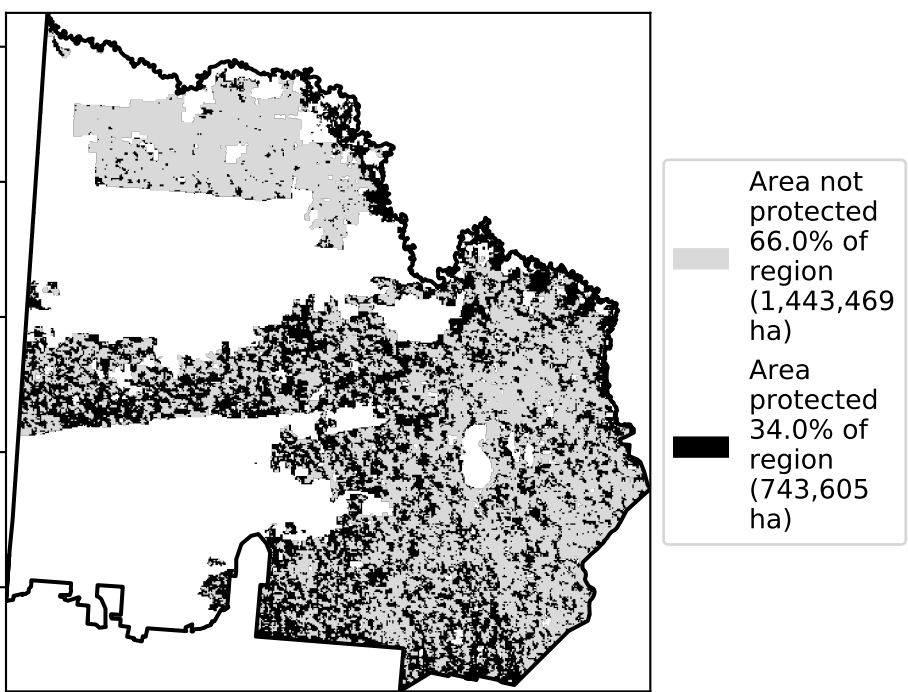 Area not
protected
66.0% of
region
(1,443,469
ha)
Area
protected
34.0% of
region
(743,605
ha)